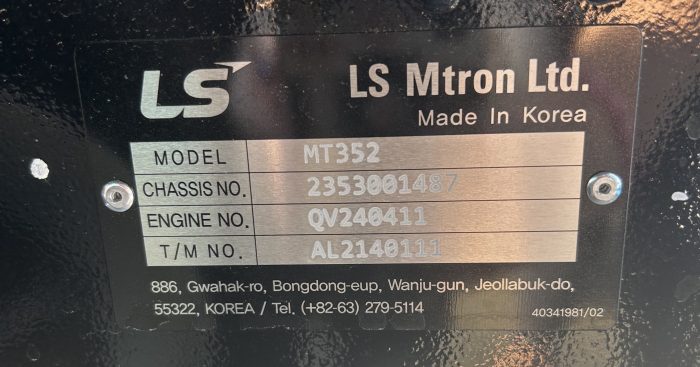 LS LS Mtron Ltd.
Made In Korea
MODEL MT352
CHASSIS NO. 2353001487
ENGINE NO. QV240411
T/M NO. AL2140111
886, Gwahak-ro, Bongdong-eup, Wanju-gun, Jeollabuk-do,
55322, KOREA / Tel. (+82-63) 279-5114
40341981/02